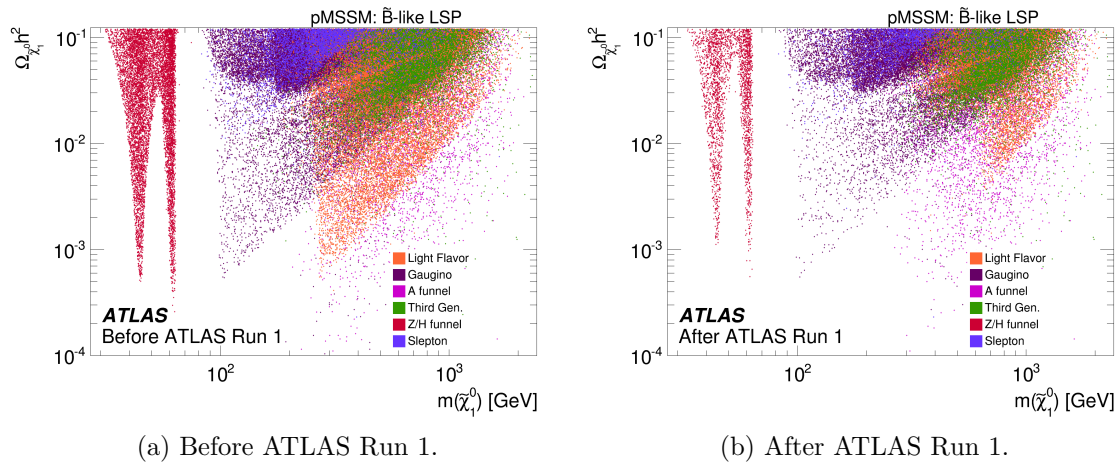 pMSSM: B̃-like LSP
Ω_χ̃₁⁰ h²
10⁻¹
10⁻²
10⁻³
10⁻⁴
Light Flavor
Gaugino
A funnel
Third Gen.
Z/H funnel
Slepton
ATLAS
Before ATLAS Run 1
10²
10³
m(χ̃₁⁰) [GeV]
(a) Before ATLAS Run 1.
pMSSM: B̃-like LSP
Ω_χ̃₁⁰ h²
10⁻¹
10⁻²
10⁻³
10⁻⁴
Light Flavor
Gaugino
A funnel
Third Gen.
Z/H funnel
Slepton
ATLAS
After ATLAS Run 1
10²
10³
m(χ̃₁⁰) [GeV]
(b) After ATLAS Run 1.